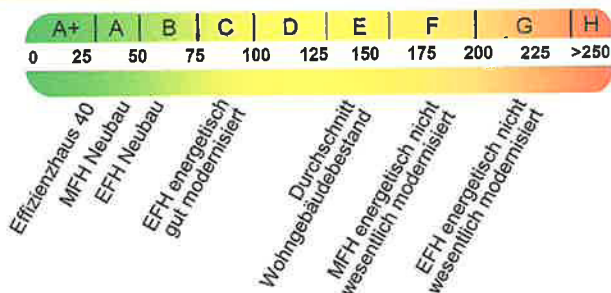 A+ A B C D E F G H
0 25 50 75 100 125 150 175 200 225 >250
Effizienzhaus 40
MFH Neubau
EFH Neubau
EFH energetisch
gut modernisiert
Durchschnitt
Wohngebäudebestand
MFH energetisch nicht
wesentlich modernisiert
EFH energetisch nicht
wesentlich modernisiert